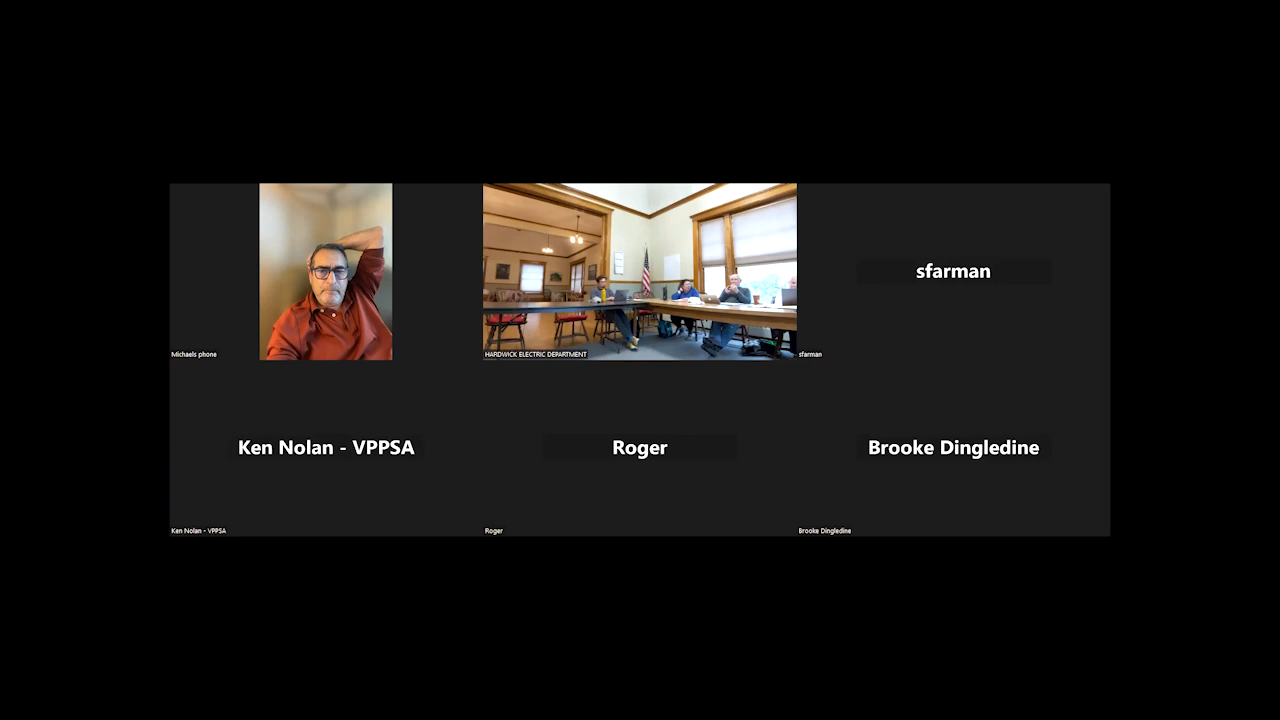 sfarman
Michaels phone
HARDWICK ELECTRIC DEPARTMENT
sfarman
Ken Nolan - VPPSA
Roger
Brooke Dingledine
Ken Nolan - VPPSA
Roger
Brooke Dingledine